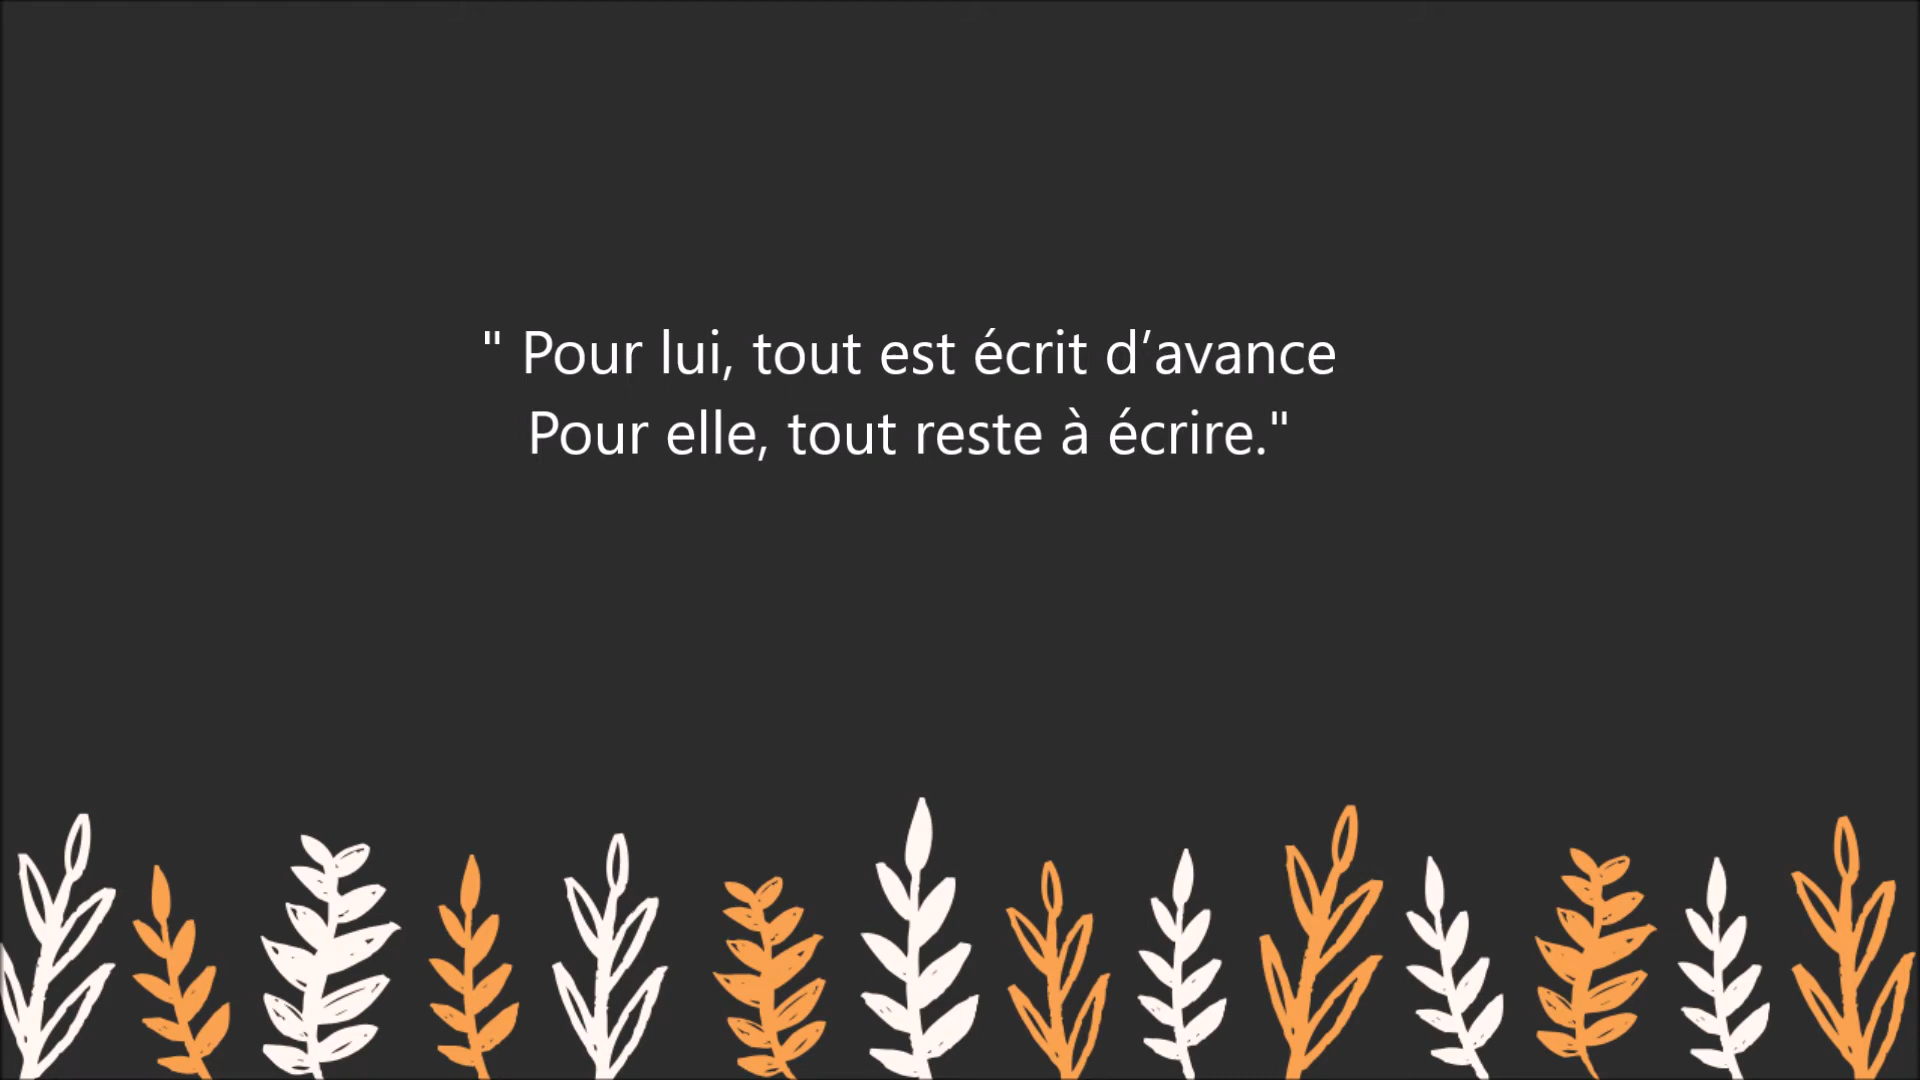 " Pour lui, tout est écrit d’avance
Pour elle, tout reste à écrire."